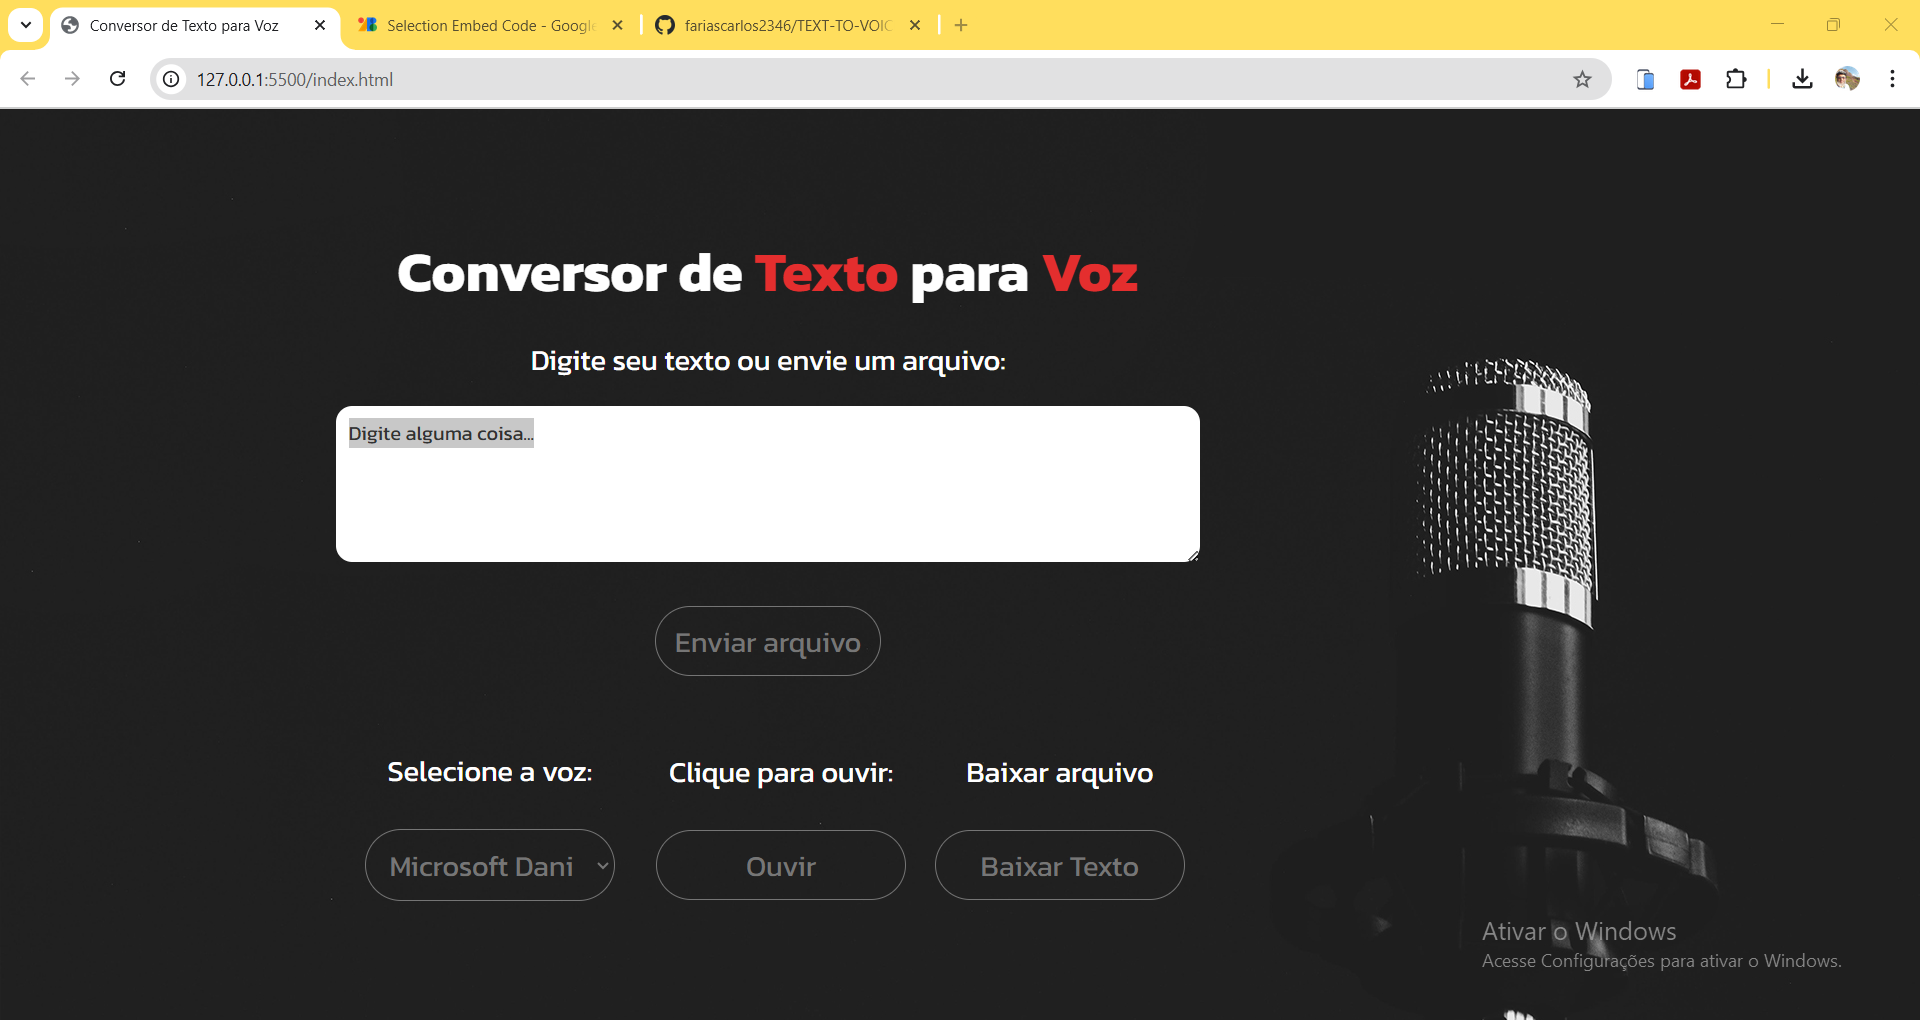 Conversor de Texto para Voz
Selection Embed Code - Google
fariascarlos2346/TEXT-TO-VOIC
127.0.0.1:5500/index.html
Conversor de Texto para Voz
Digite seu texto ou envie um arquivo:
Digite alguma coisa...
Enviar arquivo
Selecione a voz:
Clique para ouvir:
Baixar arquivo
Microsoft Dani
Ouvir
Baixar Texto
Ativar o Windows
Acesse Configurações para ativar o Windows.